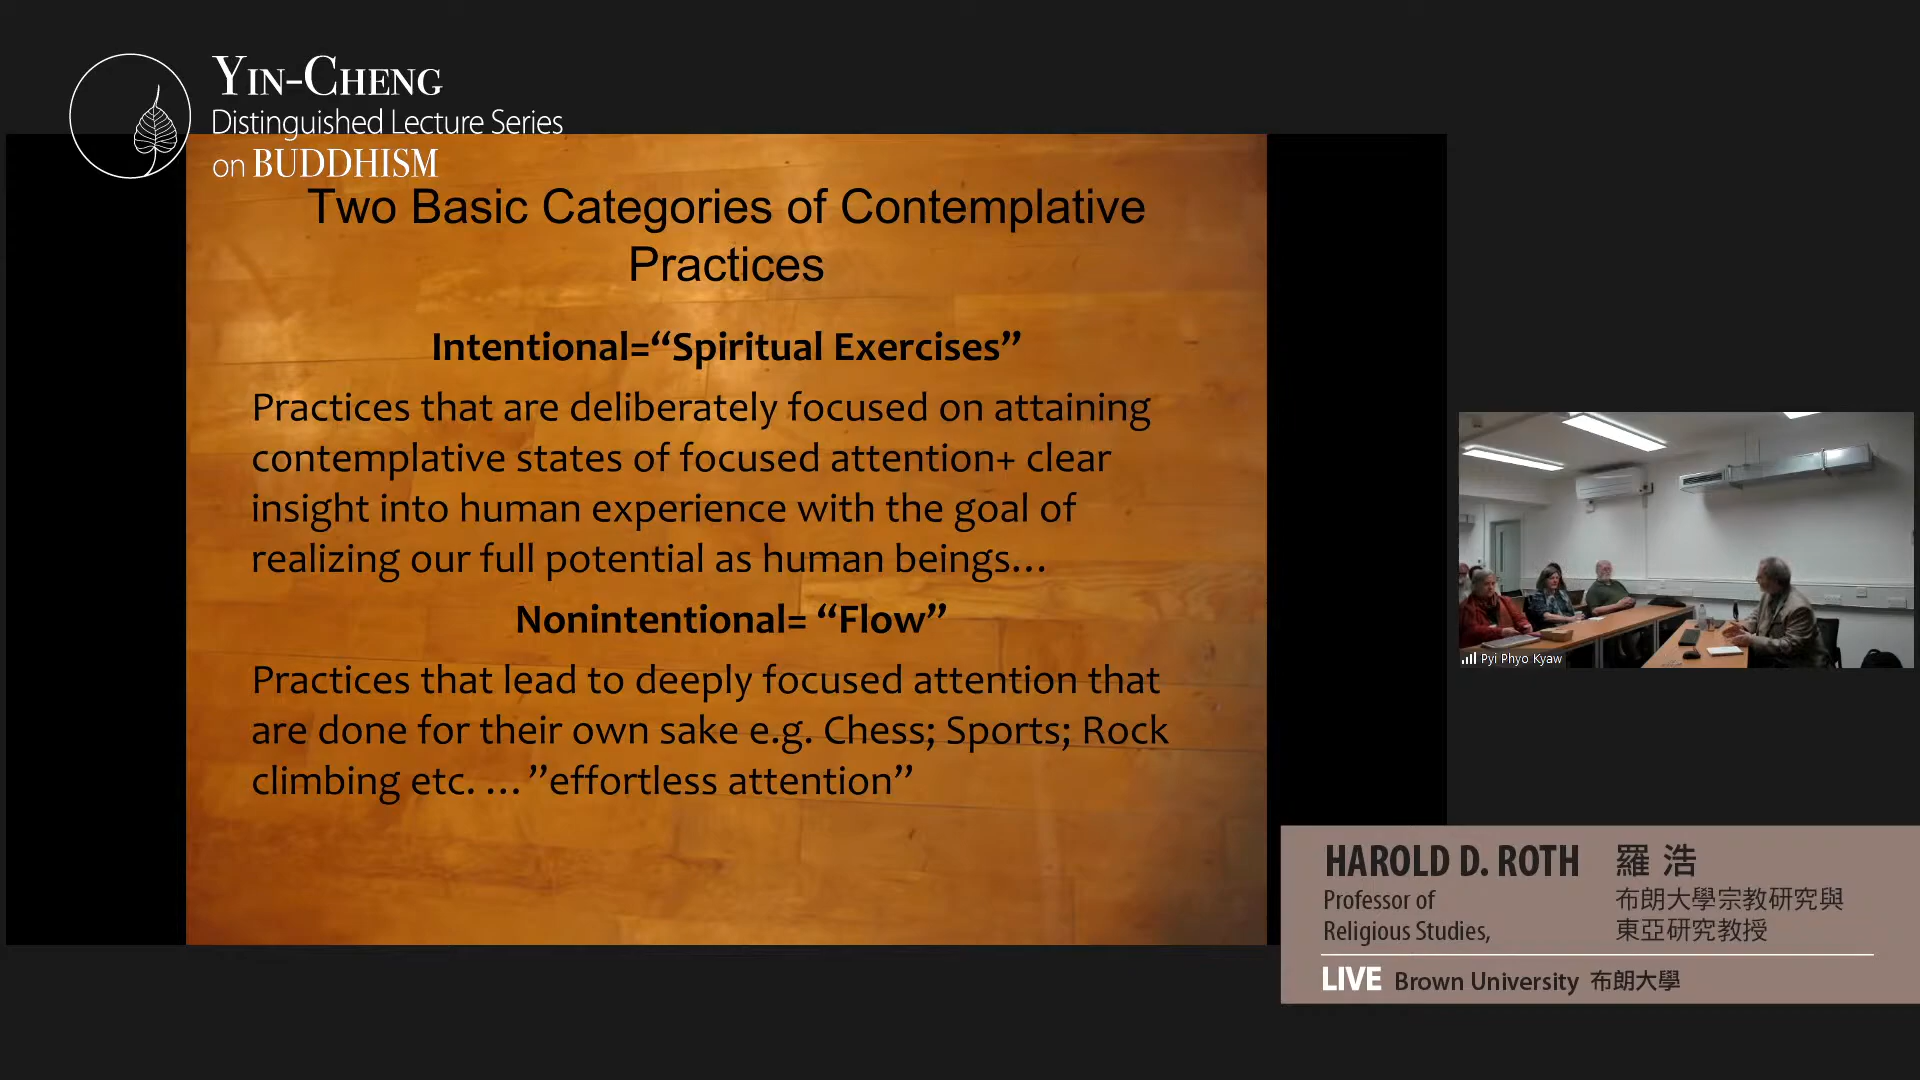 YIN-CHENG
Distinguished Lecture Series
on BUDDHISM
Two Basic Categories of Contemplative
Practices
Intentional=“Spiritual Exercises”
Practices that are deliberately focused on attaining
contemplative states of focused attention+ clear
insight into human experience with the goal of
realizing our full potential as human beings…
Nonintentional= “Flow”
Practices that lead to deeply focused attention that
are done for their own sake e.g. Chess; Sports; Rock
climbing etc. … ”effortless attention”
Pyi Phyo Kyaw
HAROLD D. ROTH 羅 浩
Professor of
Religious Studies,
布朗大學宗教研究與
東亞研究教授
LIVE Brown University 布朗大學